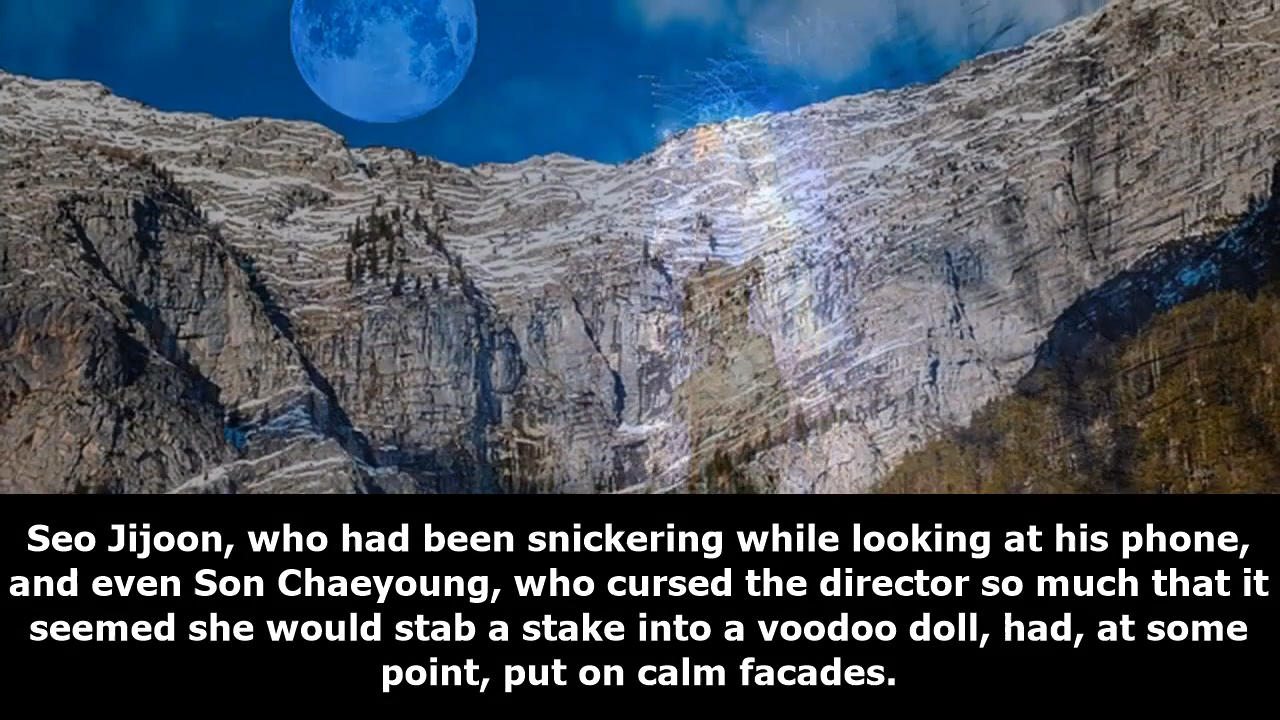 Seo Jijoon, who had been snickering while looking at his phone,
and even Son Chaeyoung, who cursed the director so much that it
seemed she would stab a stake into a voodoo doll, had, at some
point, put on calm facades.